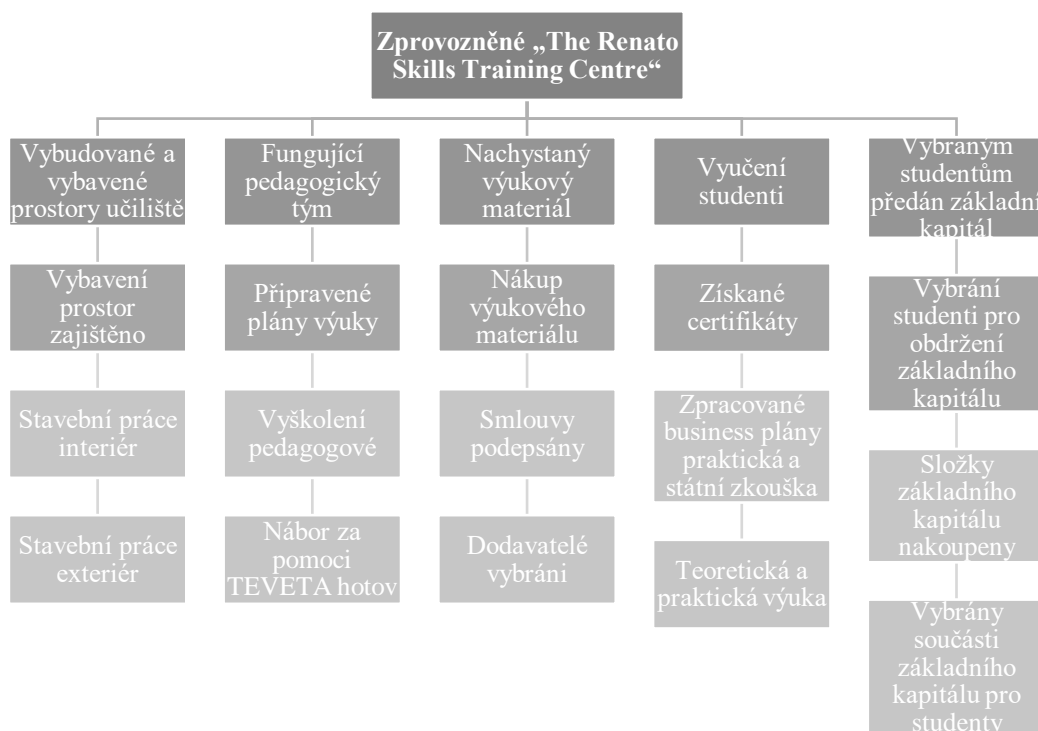 Zprovozněné „The Renato
Skills Training Centre“
Vybudované a
vybavené
prostory učiliště
Vybavení
prostor
zajištěno
Stavební práce
interiér
Stavební práce
exteriér
Fungující
pedagogický
tým
Připravené
plány výuky
Vyškolení
pedagogové
Nábor za
pomoci
TEVETA hotov
Nachystaný
výukový
materiál
Nákup
výukového
materiálu
Smlouvy
podepsány
Dodavatelé
vybráni
Vyučení
studenti
Získané
certifikáty
Zpracované
business plány
praktická a
státní zkouška
Teoretická a
praktická výuka
Vybraným
studentům
předán základní
kapitál
Vybrání
studenti pro
obdržení
základního
kapitálu
Složky
základního
kapitálu
nakoupeny
Vybrány
součásti
základního
kapitálu pro
studenty